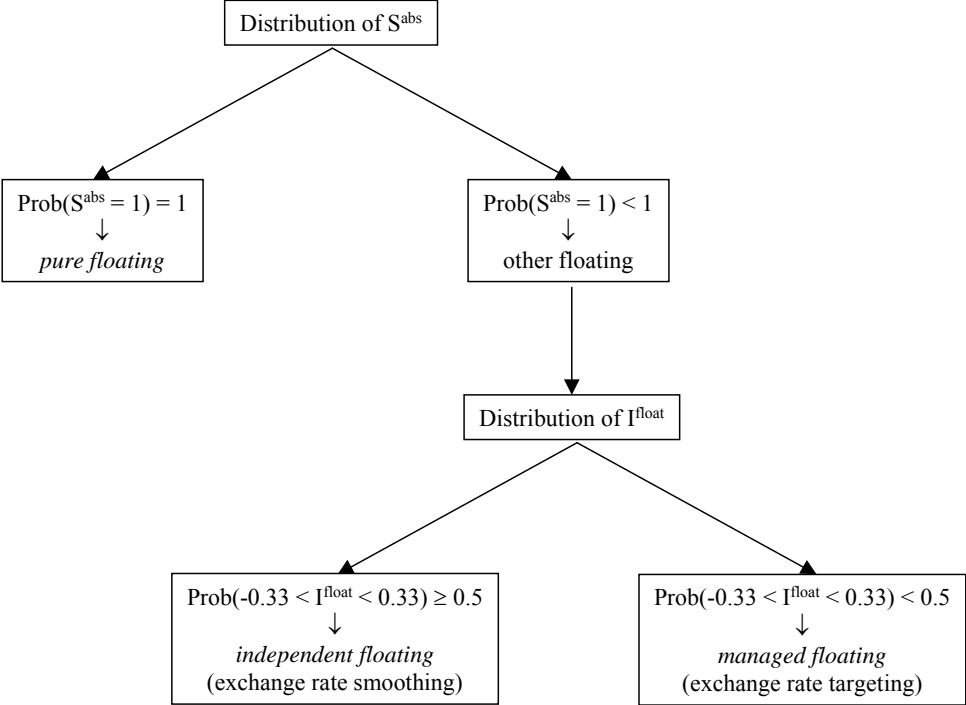 Distribution of S^abs
Prob(S^abs = 1) = 1
↓
pure floating
Prob(S^abs = 1) < 1
↓
other floating
Distribution of I^float
Prob(-0.33 < I^float < 0.33) ≥ 0.5
↓
independent floating
(exchange rate smoothing)
Prob(-0.33 < I^float < 0.33) < 0.5
↓
managed floating
(exchange rate targeting)